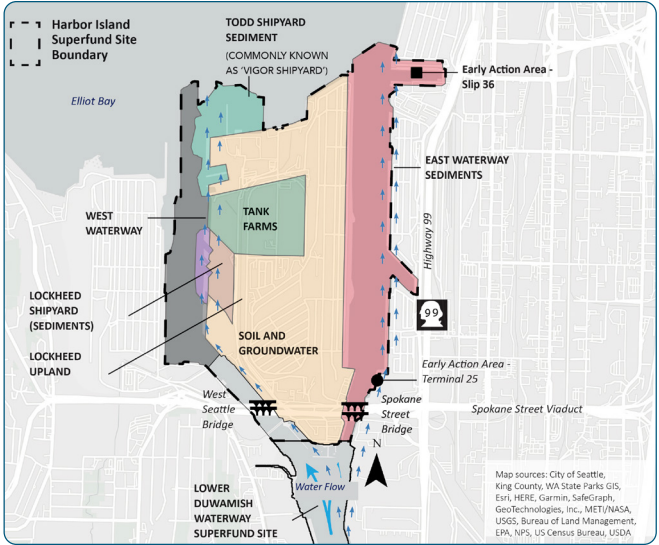 Harbor Island
Superfund Site
Boundary
TODD SHIPYARD
SEDIMENT
(COMMONLY KNOWN
AS ‘VIGOR SHIPYARD’)
Early Action Area -
Slip 36
Elliot Bay
EAST WATERWAY
SEDIMENTS
WEST
WATERWAY
TANK
FARMS
Highway 99
99
LOCKHEED
SHIPYARD
(SEDIMENTS)
LOCKHEED
UPLAND
SOIL AND
GROUNDWATER
Early Action Area -
Terminal 25
West
Seattle
Bridge
Spokane
Street
Bridge
Spokane Street Viaduct
N
Water Flow
LOWER
DUWAMISH
WATERWAY
SUPERFUND SITE
Map sources: City of Seattle,
King County, WA State Parks GIS,
Esri, HERE, Garmin, SafeGraph,
GeoTechnologies, Inc., METI/NASA,
USGS, Bureau of Land Management,
EPA, NPS, US Census Bureau, USDA